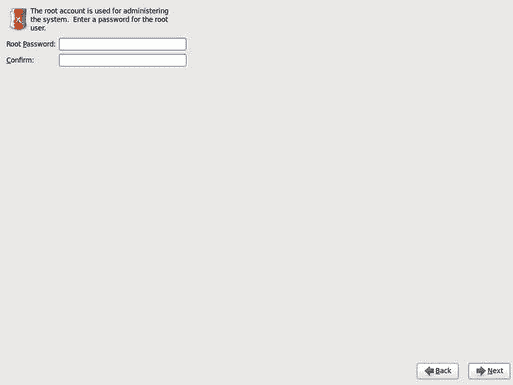 The root account is used for administering
the system.  Enter a password for the root
user.
Root Password:
Confirm:
Back
Next